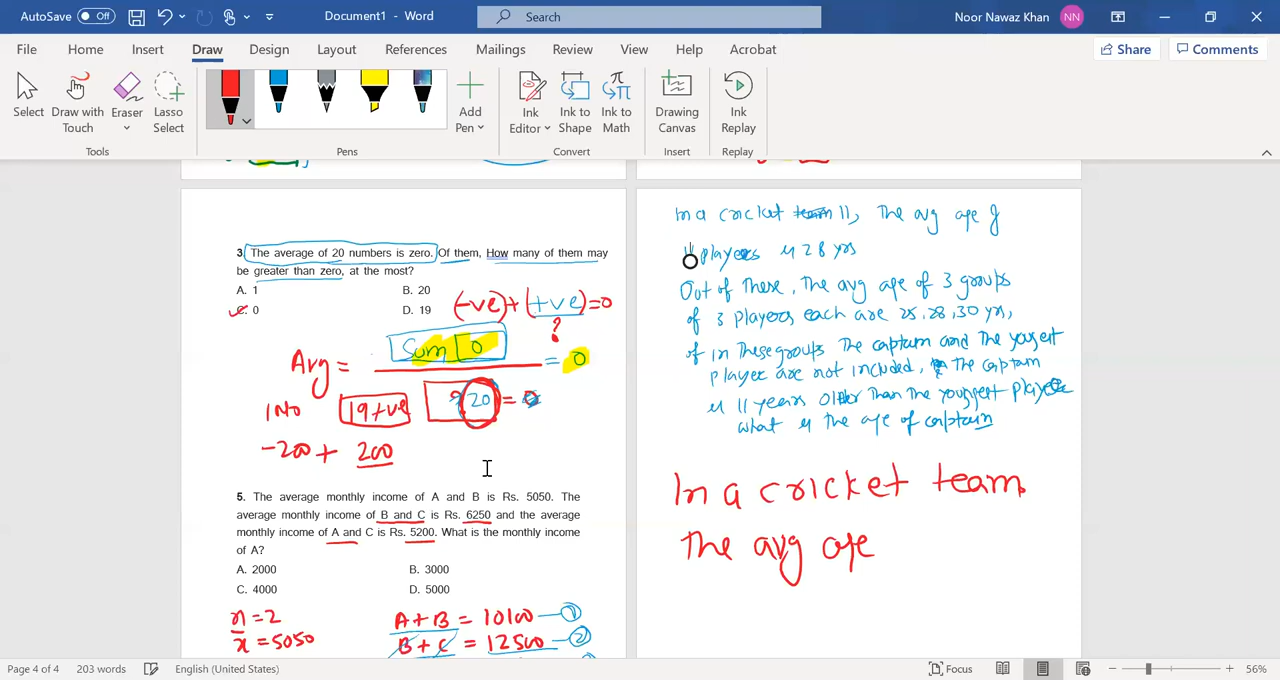 AutoSave Off Document1 - Word Search Noor Nawaz Khan NN
File Home Insert Draw Design Layout References Mailings Review View Help Acrobat Share Comments
Select Draw with Touch Eraser Lasso Select Add Pen Ink Editor Ink to Shape Ink to Math Drawing Canvas Ink Replay
Tools Pens Convert Insert Replay
3. The average of 20 numbers is zero. Of them, How many of them may
be greater than zero, at the most?
A. 1 B. 20
C. 0 D. 19
(-ve)+(+ve)=0
?
Avg = Sum 0 = 0
? 20 = 0
1 No 19 +ve
-200 + 200
5. The average monthly income of A and B is Rs. 5050. The
average monthly income of B and C is Rs. 6250 and the average
monthly income of A and C is Rs. 5200. What is the monthly income
of A?
A. 2000 B. 3000
C. 4000 D. 5000
n=2 A+B = 10100 1
x̄ =5050 B+C = 12500 2
In a cricket team 11, The avg age of
11 players is 28 yrs
Out of these, the avg age of 3 groups
of 3 players each are 25, 28, 30 yrs,
if in These groups The captain and The youngest
player are not included, The captain
is 11 years Older Than The youngest player
what is the age of captain
In a cricket team
The avg age
Page 4 of 4 203 words English (United States) Focus 56%